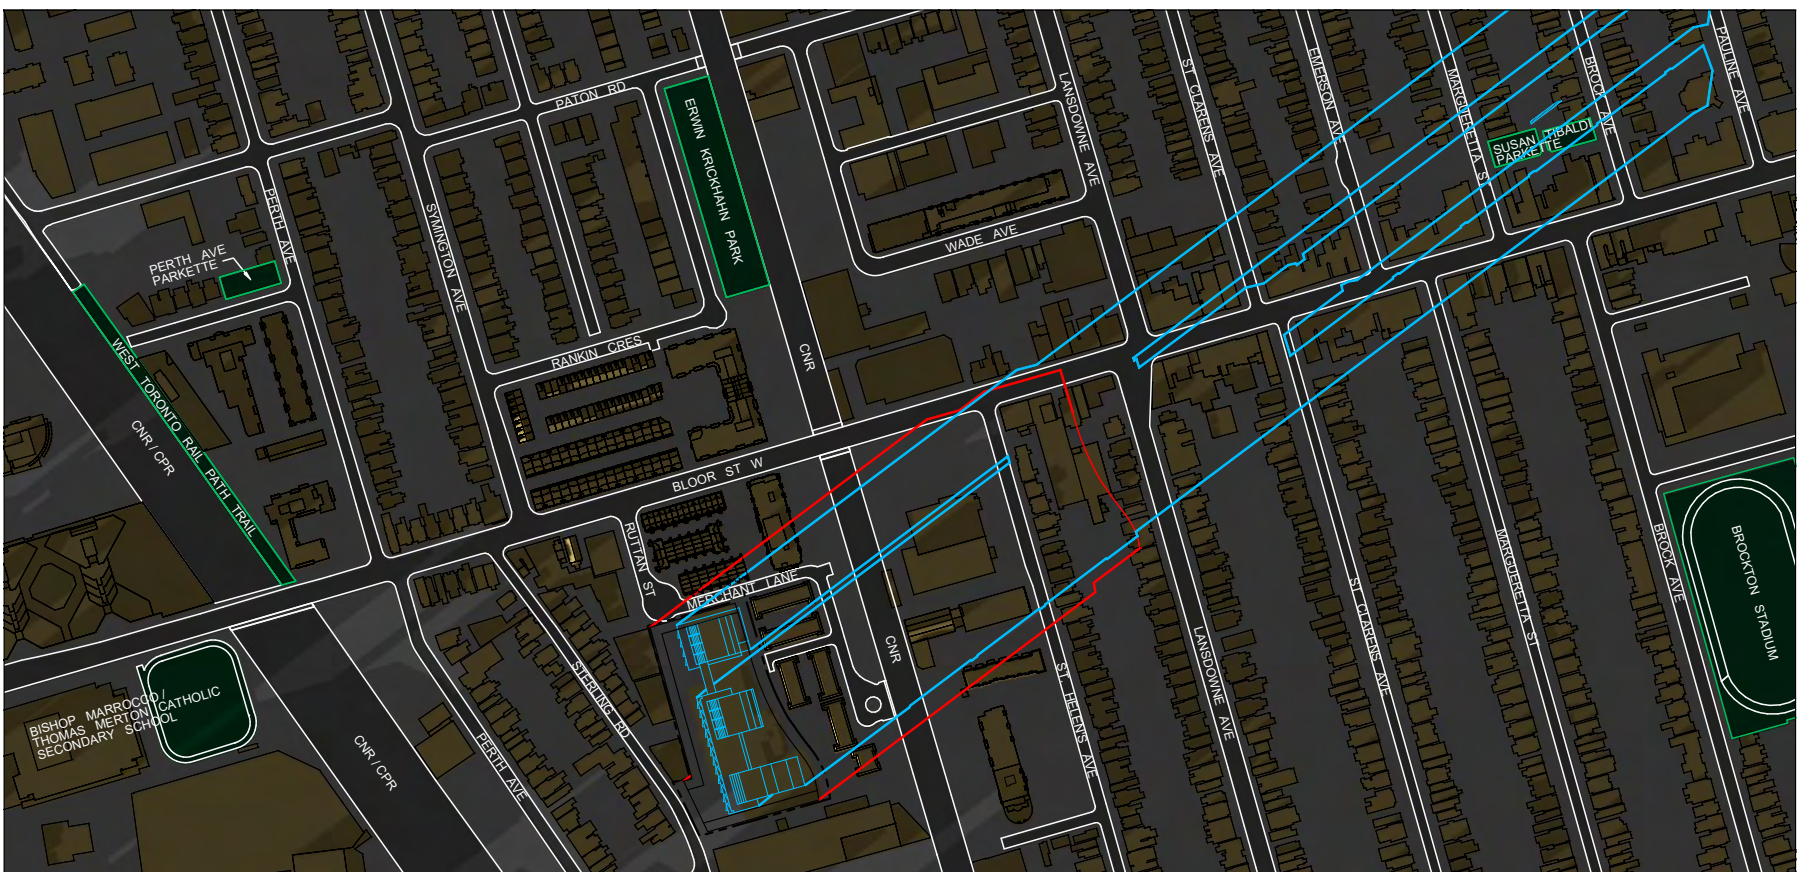 PATON RD
ERWIN KRICKHAHN PARK
LANSDOWNE AVE
ST CLARENS AVE
EMERSON AVE
MARGUERETTA ST
BROCK AVE
PAULINE AVE
SUSAN TIBALDI
PARKETTE
PERTH AVE
SYMINGTON AVE
WADE AVE
PERTH AVE
PARKETTE
WEST TORONTO RAIL PATH TRAIL
CNR / CPR
RANKIN CRES
CNR
BLOOR ST W
RUTTAN ST
MERCHANT LANE
CNR
STERLING RD
PERTH AVE
CNR / CPR
BISHOP MARROCCO /
THOMAS MERTON CATHOLIC
SECONDARY SCHOOL
ST HELEN'S AVE
LANSDOWNE AVE
ST CLARENS AVE
MARGUERETTA ST
BROCK AVE
BROCKTON STADIUM